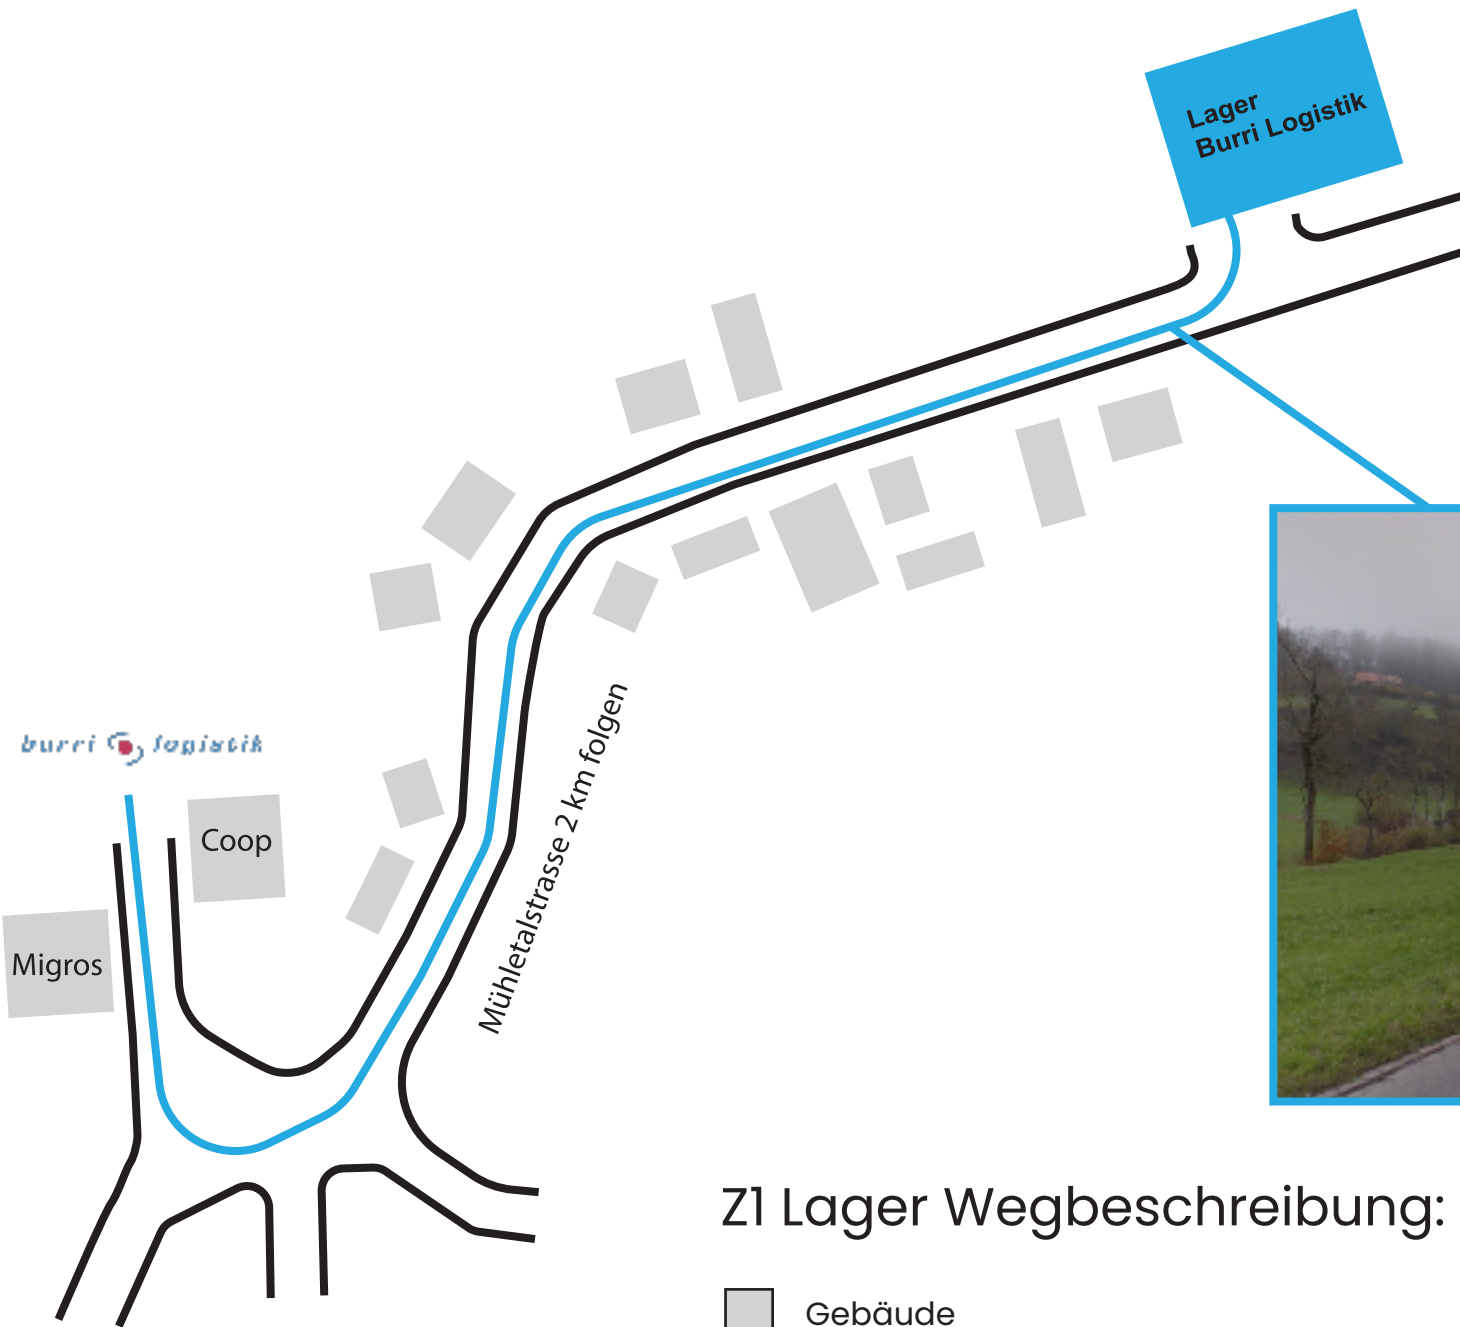 Lager
Burri Logistik
burri logistik
Coop
Migros
Mühletalstrasse 2 km folgen
Z1 Lager Wegbeschreibung:
Gebäude